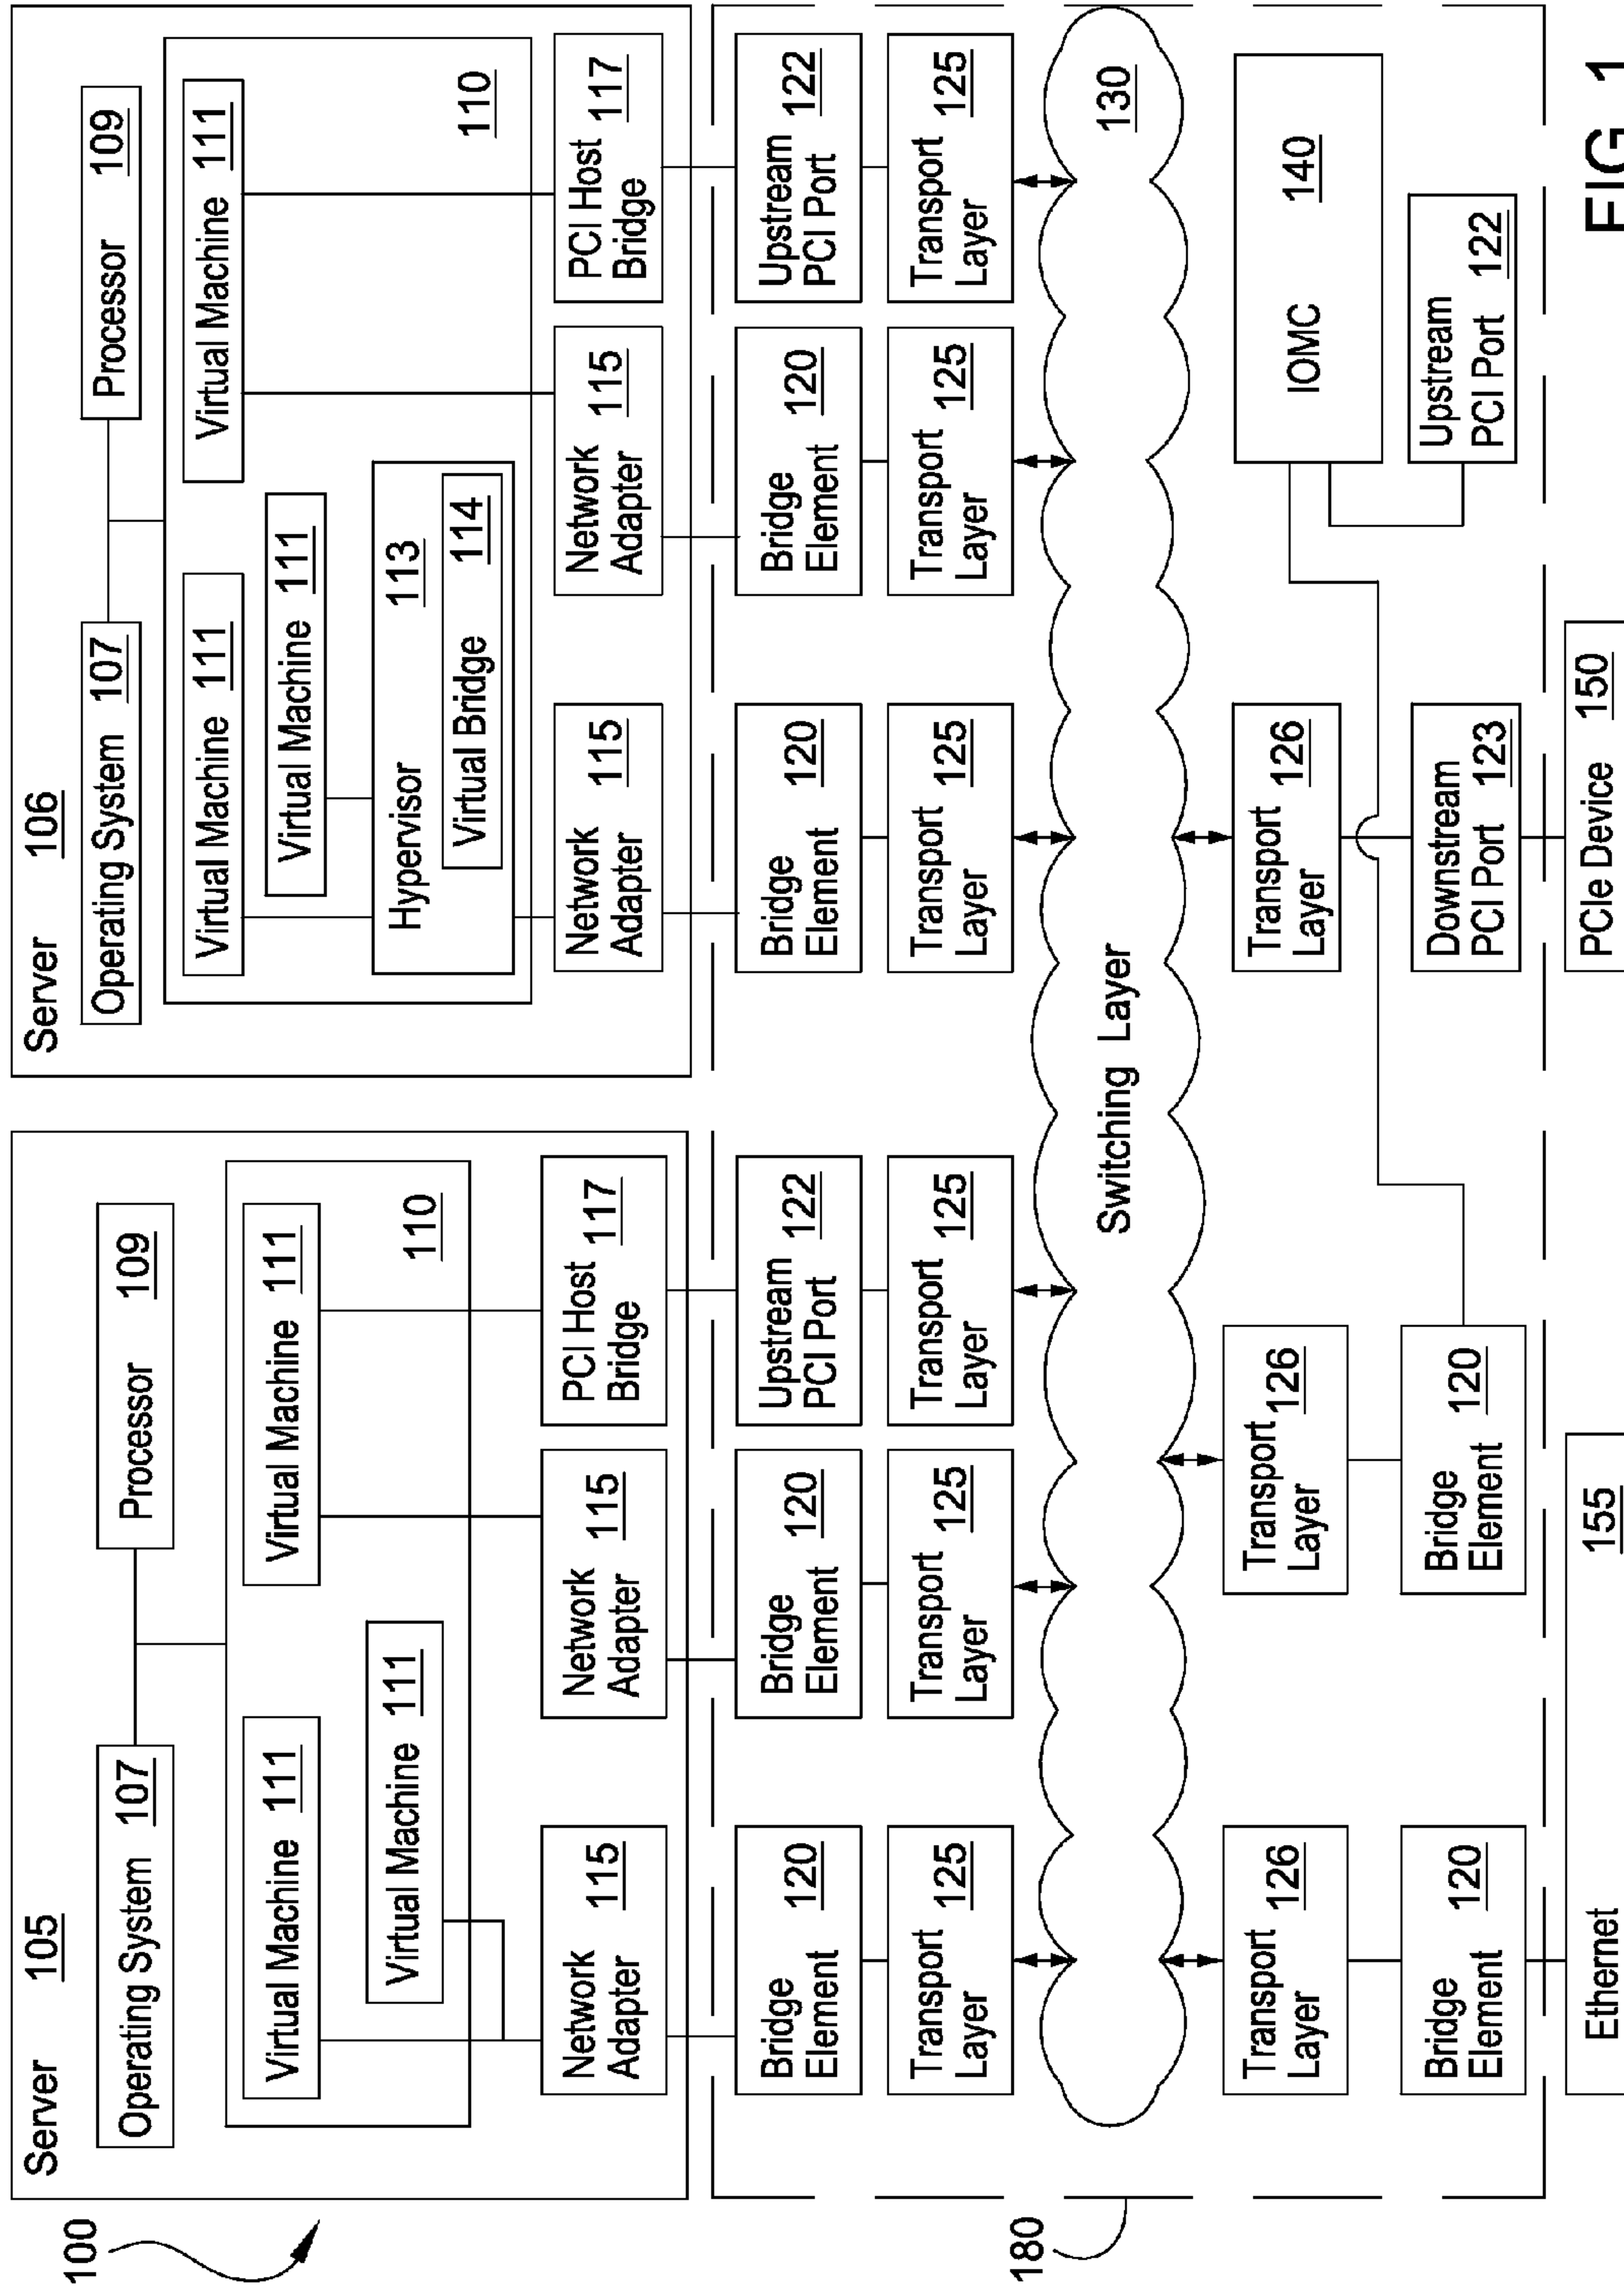 100
Server 105
Operating System 107
Processor 109
Virtual Machine 111
Virtual Machine 111
Virtual Machine 111
110
Network
Adapter 115
Network
Adapter 115
PCI Host
Bridge 117
Server 106
Operating System 107
Processor 109
Virtual Machine 111
Virtual Machine 111
Virtual Machine 111
Hypervisor 113
Virtual Bridge 114
110
Network
Adapter 115
Network
Adapter 115
PCI Host
Bridge 117
180
Bridge
Element 120
Bridge
Element 120
Upstream
PCI Port 122
Bridge
Element 120
Bridge
Element 120
Upstream
PCI Port 122
Transport
Layer 125
Transport
Layer 125
Transport
Layer 125
Transport
Layer 125
Transport
Layer 125
Transport
Layer 125
Switching Layer 130
Transport
Layer 126
Transport
Layer 126
Transport
Layer 126
IOMC 140
Bridge
Element 120
Bridge
Element 120
Downstream
PCI Port 123
Upstream
PCI Port 122
Ethernet 155
PCIe Device 150
FIG 1